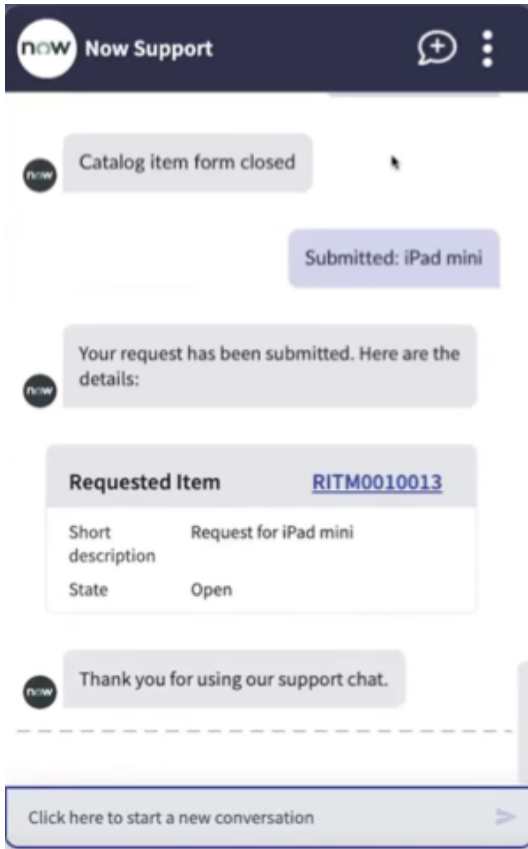 now Now Support
Catalog item form closed
now
Submitted: iPad mini
Your request has been submitted. Here are the
details:
now
Requested Item RITM0010013
Short Request for iPad mini
description
State Open
Thank you for using our support chat.
now
Click here to start a new conversation